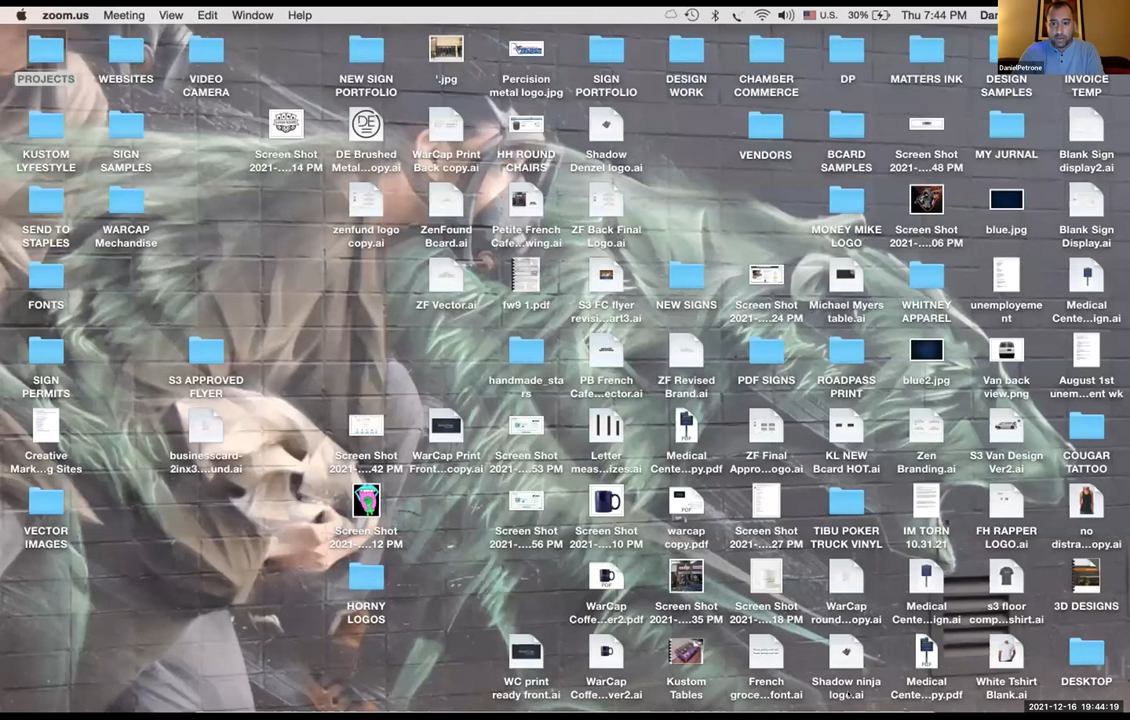 zoom.us Meeting View Edit Window Help U.S. 30% Thu 7:44 PM Dan
DanielPetrone
PROJECTS
WEBSITES
VIDEO
CAMERA
NEW SIGN
PORTFOLIO
'.jpg
Percision
metal logo.jpg
SIGN
PORTFOLIO
DESIGN
WORK
CHAMBER
COMMERCE
DP
MATTERS INK
DESIGN
SAMPLES
INVOICE
TEMP
KUSTOM
LYFESTYLE
SIGN
SAMPLES
Screen Shot
2021-....14 PM
DE Brushed
Metal...opy.ai
WarCap Print
Back copy.ai
HH ROUND
CHAIRS
Shadow
Denzel logo.ai
VENDORS
BCARD
SAMPLES
Screen Shot
2021-....48 PM
MY JURNAL
Blank Sign
display2.ai
SEND TO
STAPLES
WARCAP
Mechandise
zenfund logo
copy.ai
ZenFound
Bcard.ai
Petite French
Cafe...wing.ai
ZF Back Final
Logo.ai
MONEY MIKE
LOGO
Screen Shot
2021-....06 PM
blue.jpg
Blank Sign
Display.ai
FONTS
ZF Vector.ai
fw9 1.pdf
S3 FC flyer
revisi...art3.ai
NEW SIGNS
Screen Shot
2021-....24 PM
Michael Myers
table.ai
WHITNEY
APPAREL
unemployeme
nt
Medical
Cente...ign.ai
SIGN
PERMITS
S3 APPROVED
FLYER
handmade_sta
rs
PB French
Cafe...ector.ai
ZF Revised
Brand.ai
PDF SIGNS
ROADPASS
PRINT
blue2.jpg
Van back
view.png
August 1st
unem...ent wk
Creative
Mark...g Sites
businesscard-
2inx3....und.ai
Screen Shot
2021-....42 PM
WarCap Print
Front...copy.ai
Screen Shot
2021-....53 PM
Letter
meas...izes.ai
Medical
Cente...py.pdf
ZF Final
Appro...ogo.ai
KL NEW
Bcard HOT.ai
Zen
Branding.ai
S3 Van Design
Ver2.ai
COUGAR
TATTOO
VECTOR
IMAGES
Screen Shot
2021-....12 PM
Screen Shot
2021-....56 PM
Screen Shot
2021-....10 PM
warcap
copy.pdf
Screen Shot
2021-....27 PM
TIBU POKER
TRUCK VINYL
IM TORN
10.31.21
FH RAPPER
LOGO.ai
no
distra...opy.ai
HORNY
LOGOS
WarCap
Coffe...er2.pdf
Screen Shot
2021-....35 PM
Screen Shot
2021-....18 PM
WarCap
round...opy.ai
Medical
Cente...ign.ai
s3 floor
comp...shirt.ai
3D DESIGNS
WC print
ready front.ai
WarCap
Coffe...ver2.ai
Kustom
Tables
French
groce...font.ai
Shadow ninja
logo.ai
Medical
Cente...py.pdf
White Tshirt
Blank.ai
DESKTOP
2021-12-16 19:44:19